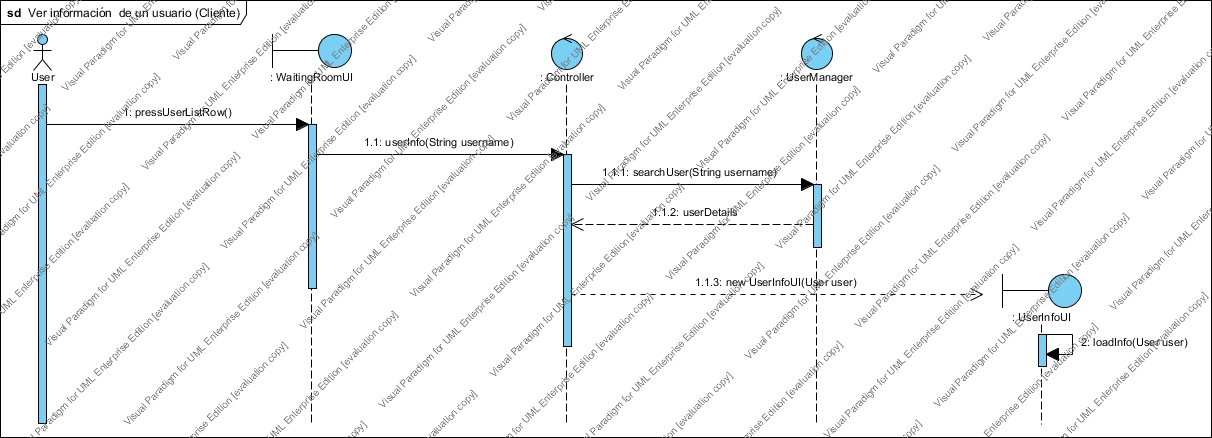 sd Ver información de un usuario (Cliente)
User
: WaitingRoomUI
: Controller
: UserManager
1: pressUserListRow()
1.1: userInfo(String username)
1.1.1: searchUser(String username)
1.1.2: userDetails
1.1.3: new UserInfoUI(User user)
: UserInfoUI
2: loadInfo(User user)
Visual Paradigm for UML Enterprise Edition [evaluation copy]